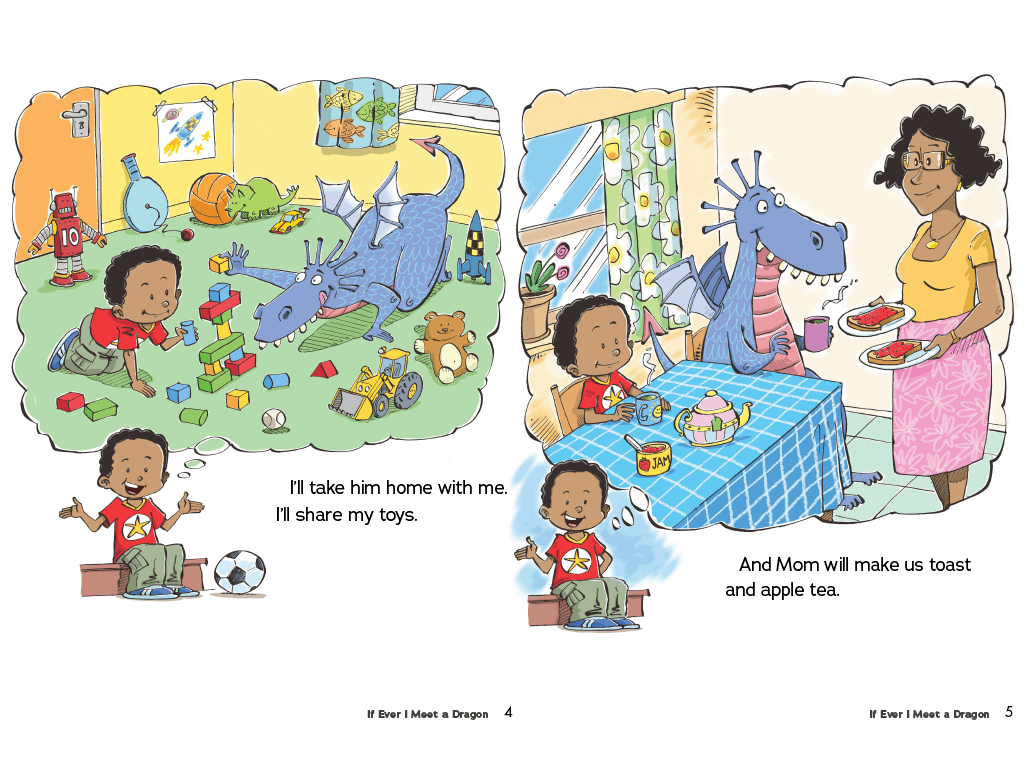 10
I'll take him home with me.
I'll share my toys.
If Ever I Meet a Dragon 4
G
JAM
And Mom will make us toast
and apple tea.
If Ever I Meet a Dragon 5